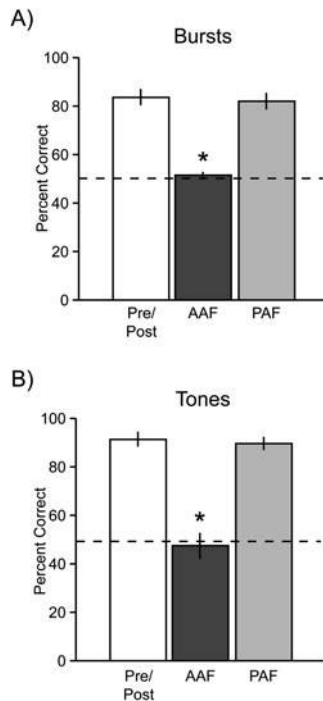 A)
Bursts
Percent Correct
100
80
60
40
20
0
*
Pre/
Post
AAF
PAF
B)
Tones
Percent Correct
100
80
60
40
20
0
*
Pre/
Post
AAF
PAF